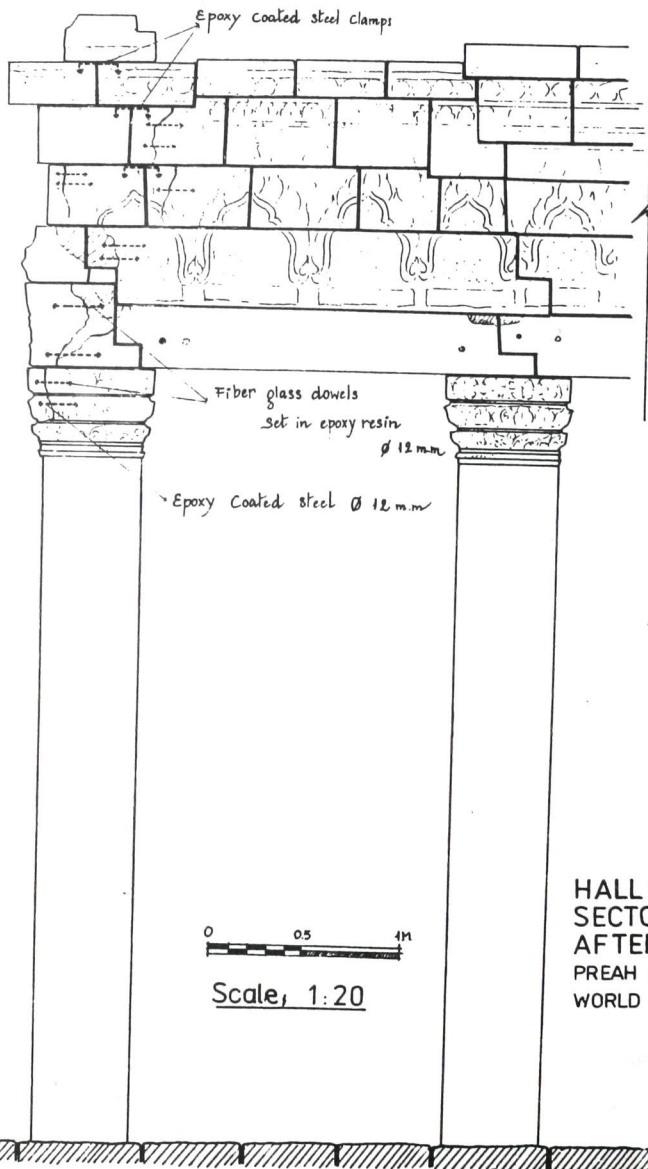 Epoxy Coated steel clamps
Fiber glass dowels
set in epoxy resin
Ø 12 m.m
Epoxy Coated steel Ø 12 m.m
0 0.5 1M
Scale, 1:20
HALL
SECTO
AFTER
PREAH
WORLD